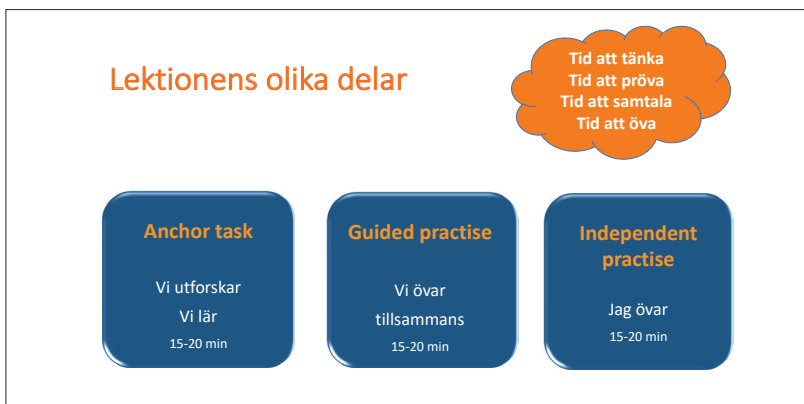 Lektionens olika delar
Tid att tänka
Tid att pröva
Tid att samtala
Tid att öva
Anchor task
Vi utforskar
Vi lär
15-20 min
Guided practise
Vi övar
tillsammans
15-20 min
Independent
practise
Jag övar
15-20 min